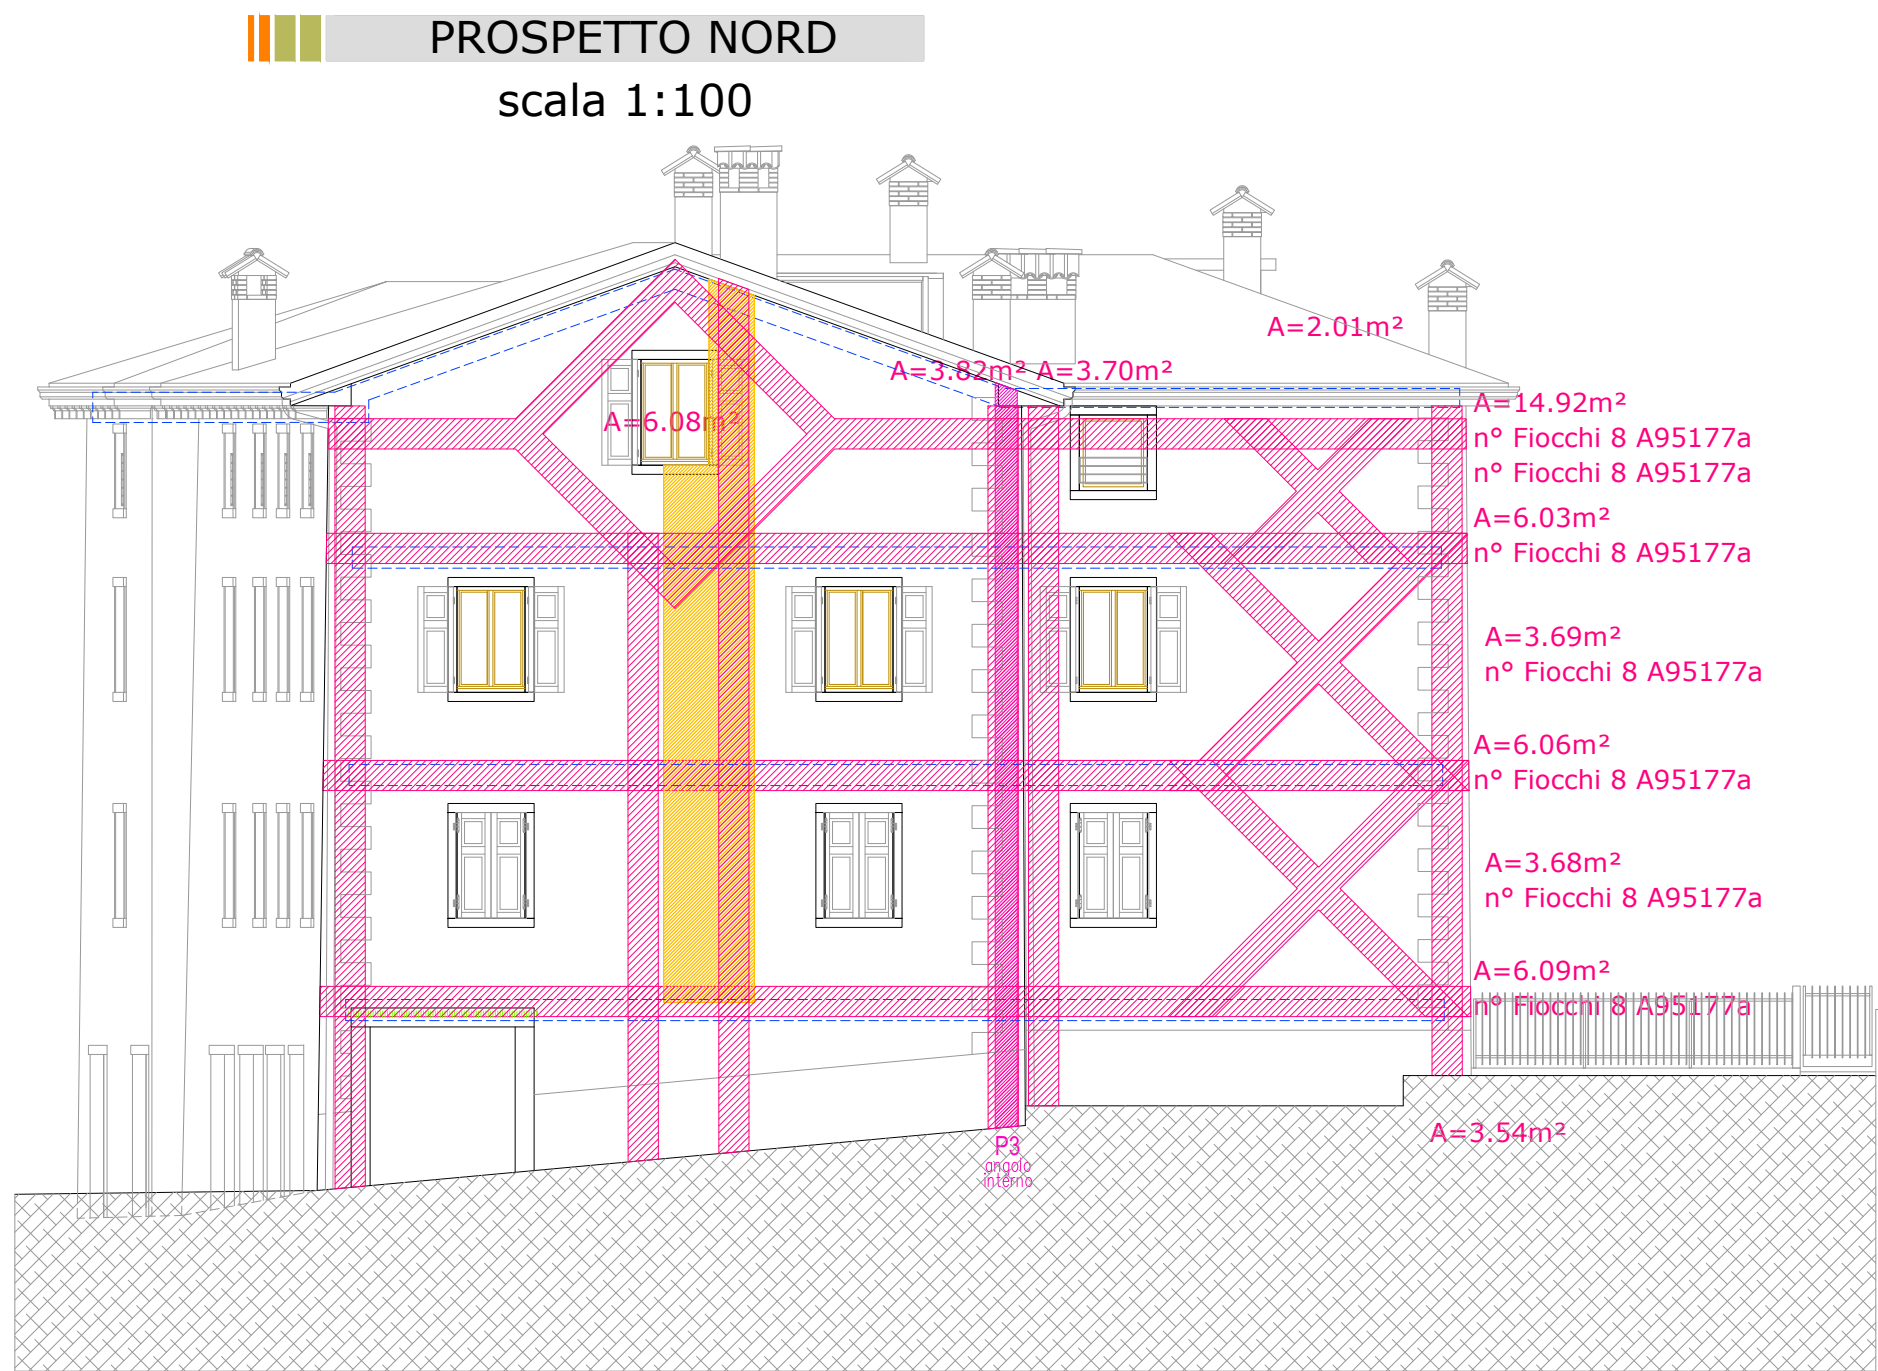 PROSPETTO NORD
scala 1:100
A=2.01m²
A=3.82m² A=3.70m²
A=6.08m²
A=14.92m²
n° Fiocchi 8 A95177a
n° Fiocchi 8 A95177a
A=6.03m²
n° Fiocchi 8 A95177a
A=3.69m²
n° Fiocchi 8 A95177a
A=6.06m²
n° Fiocchi 8 A95177a
A=3.68m²
n° Fiocchi 8 A95177a
A=6.09m²
n° Fiocchi 8 A95177a
A=3.54m²
P3
angolo
interno